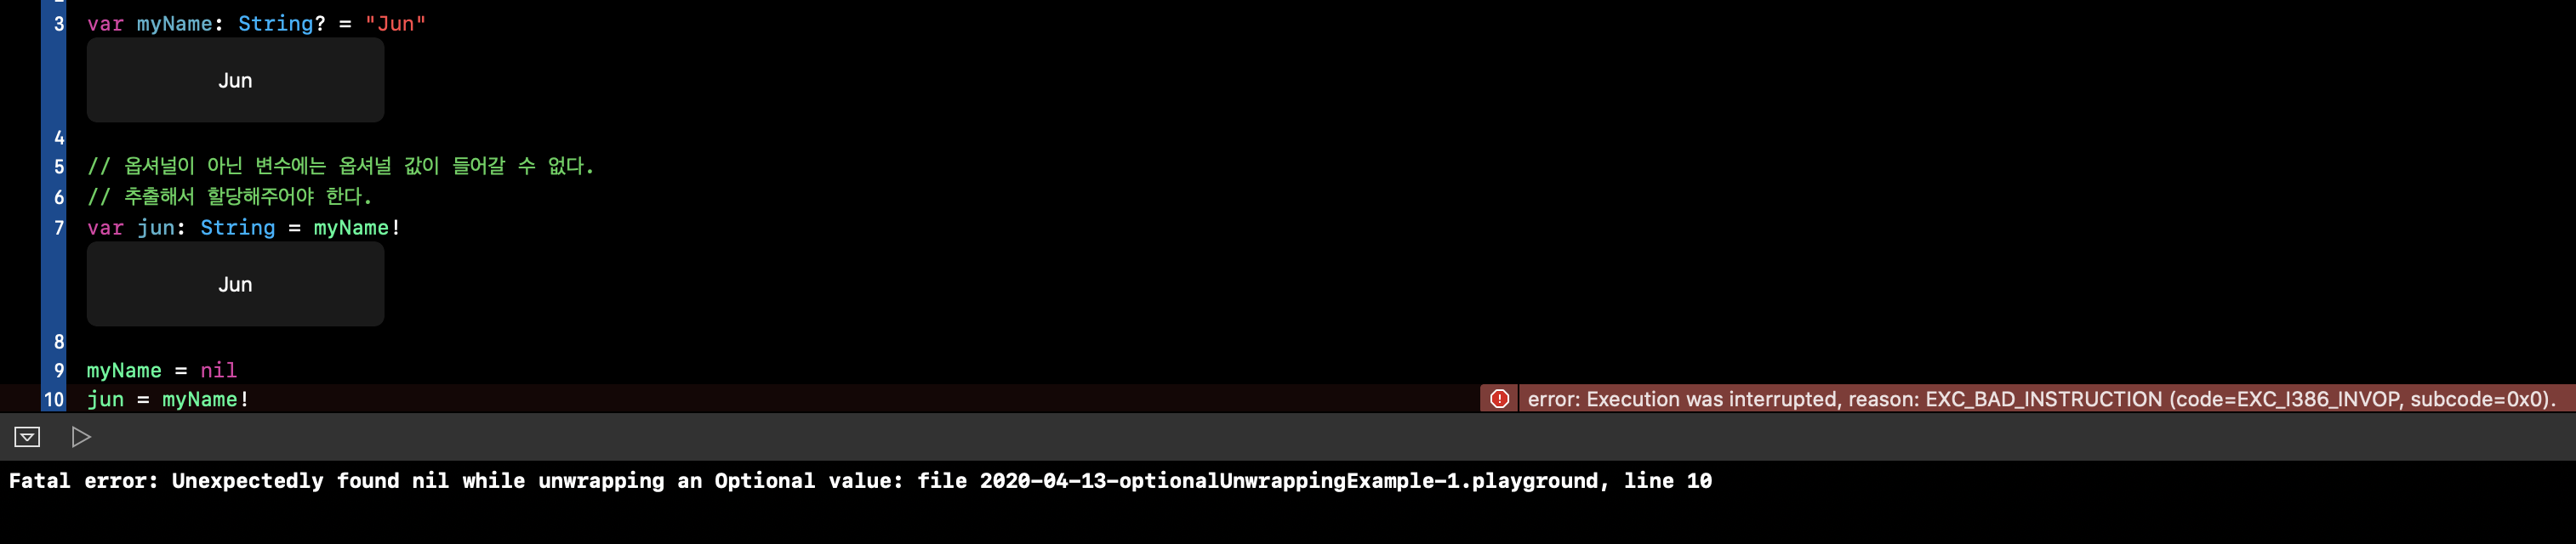 3 var myName: String? = "Jun"
Jun
4
5 // 옵셔널이 아닌 변수에는 옵셔널 값이 들어갈 수 없다.
6 // 추출해서 할당해주어야 한다.
7 var jun: String = myName!
Jun
8
9 myName = nil
10 jun = myName! error: Execution was interrupted, reason: EXC_BAD_INSTRUCTION (code=EXC_I386_INVOP, subcode=0x0).
Fatal error: Unexpectedly found nil while unwrapping an Optional value: file 2020-04-13-optionalUnwrappingExample-1.playground, line 10